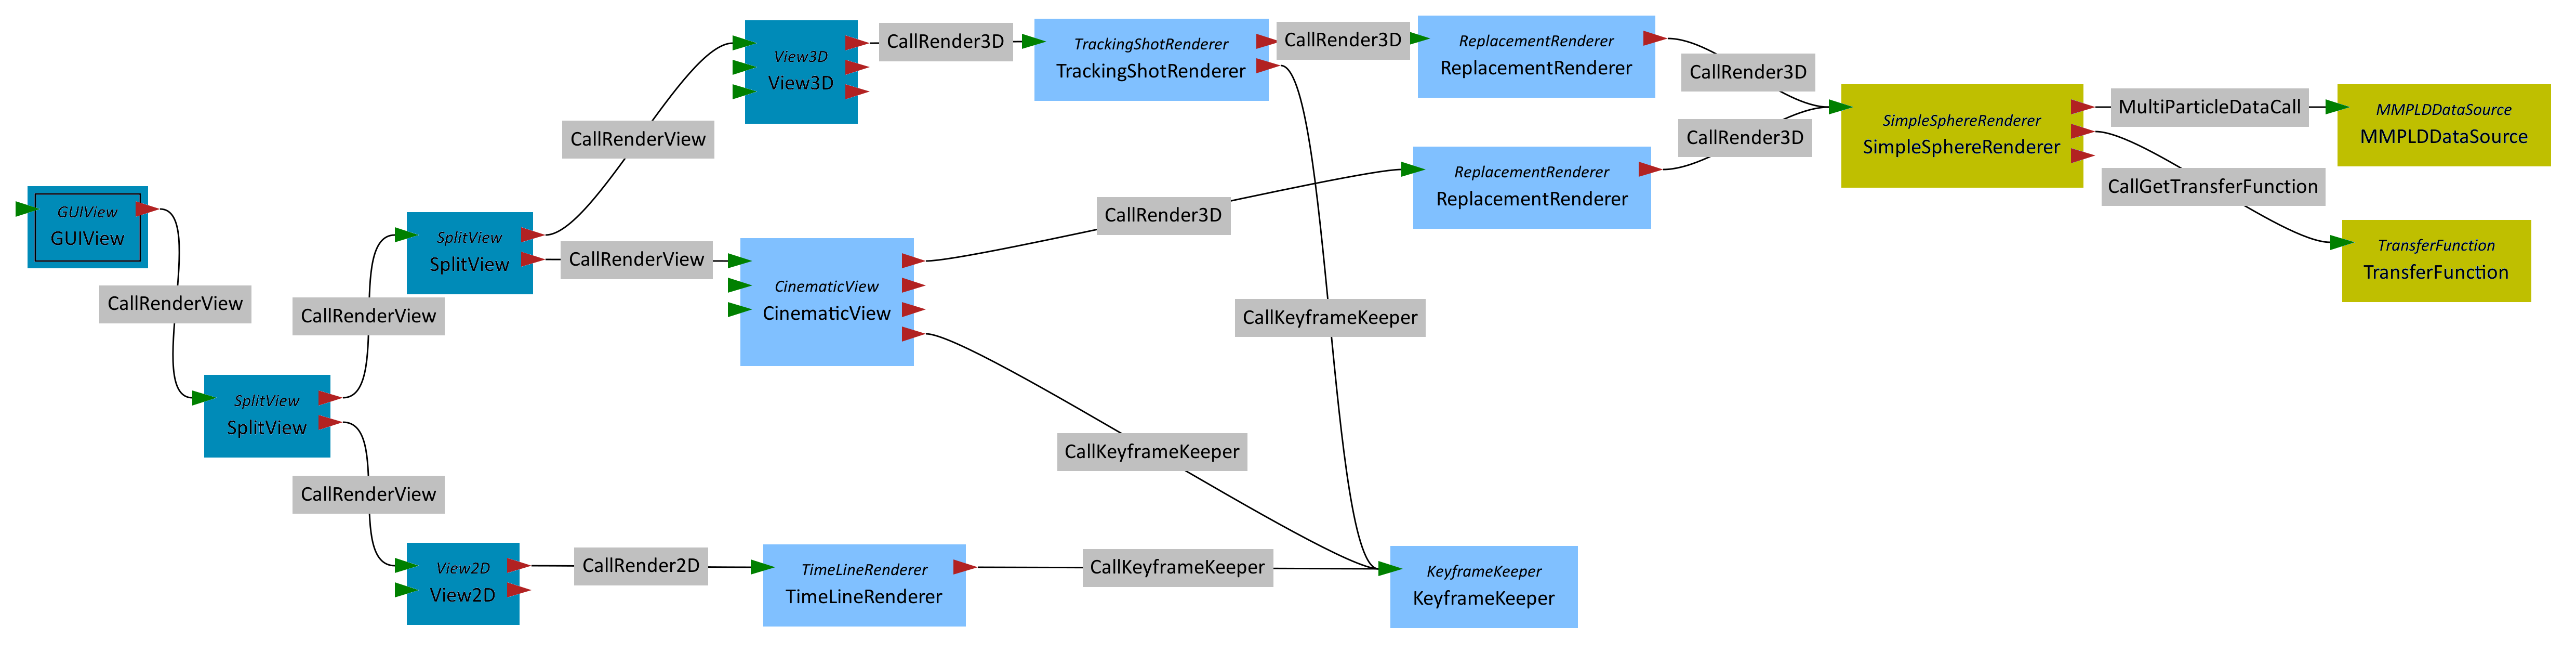 GUIView
GUIView
CallRenderView
SplitView
SplitView
CallRenderView
CallRenderView
SplitView
SplitView
View2D
View2D
CallRenderView
CallRenderView
CallRender2D
View3D
View3D
CinematicView
CinematicView
TimeLineRenderer
TimeLineRenderer
CallRender3D
TrackingShotRenderer
TrackingShotRenderer
CallRender3D
CallKeyframeKeeper
CallKeyframeKeeper
CallRender3D
CallKeyframeKeeper
ReplacementRenderer
ReplacementRenderer
ReplacementRenderer
ReplacementRenderer
KeyframeKeeper
KeyframeKeeper
CallRender3D
CallRender3D
SimpleSphereRenderer
SimpleSphereRenderer
MultiParticleDataCall
CallGetTransferFunction
MMPLDDataSource
MMPLDDataSource
TransferFunction
TransferFunction